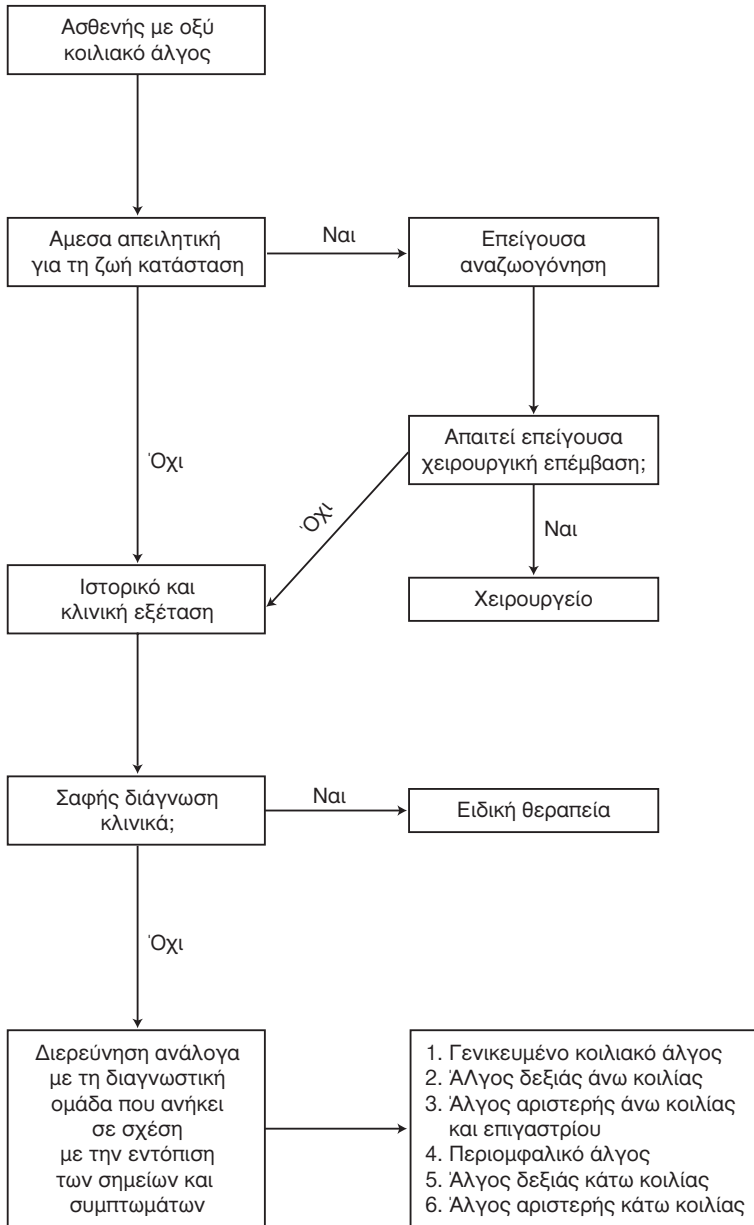 Ασθενής με οξύ
κοιλιακό άλγος
Αμεσα απειλητική
για τη ζωή κατάσταση
Ναι
Επείγουσα
αναζωογόνηση
Όχι
Απαιτεί επείγουσα
χειρουργική επέμβαση;
Όχι
Ναι
Ιστορικό και
κλινική εξέταση
Χειρουργείο
Σαφής διάγνωση
κλινικά;
Ναι
Ειδική θεραπεία
Όχι
Διερεύνηση ανάλογα
με τη διαγνωστική
ομάδα που ανήκει
σε σχέση
με την εντόπιση
των σημείων και
συμπτωμάτων
1. Γενικευμένο κοιλιακό άλγος
2. ΆΛγος δεξιάς άνω κοιλίας
3. Άλγος αριστερής άνω κοιλίας
και επιγαστρίου
4. Περιομφαλικό άλγος
5. Άλγος δεξιάς κάτω κοιλίας
6. Άλγος αριστερής κάτω κοιλίας